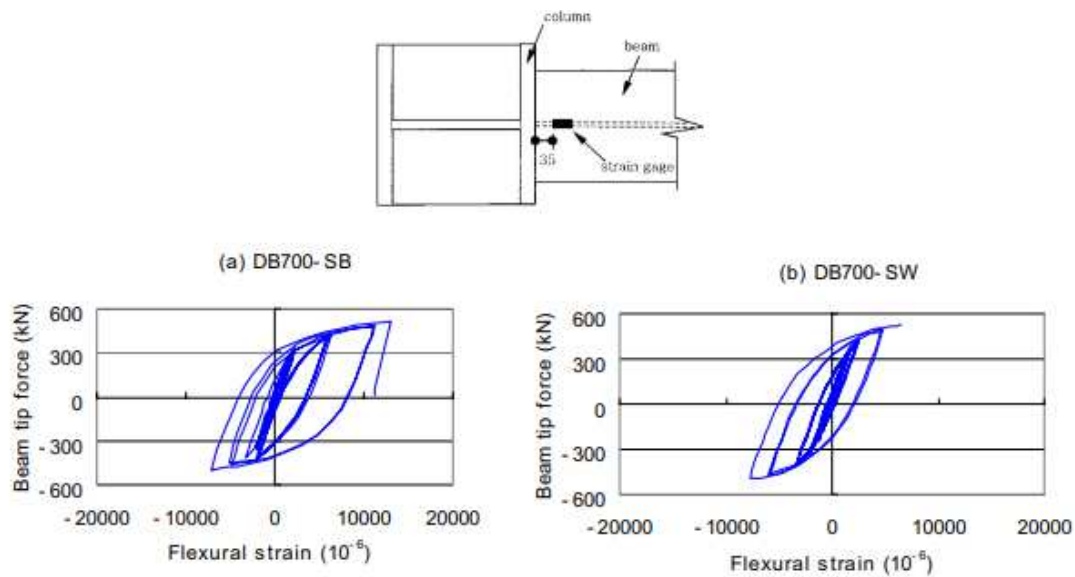 column
beam
35
strain gage
(a) DB700-SB
(b) DB700-SW
Beam tip force (kN)
600
300
0
-300
-600
-20000 -10000 0 10000 20000
Flexural strain (10⁻⁶)
Beam tip force (kN)
600
300
0
-300
-600
-20000 -10000 0 10000 20000
Flexural strain (10⁻⁶)